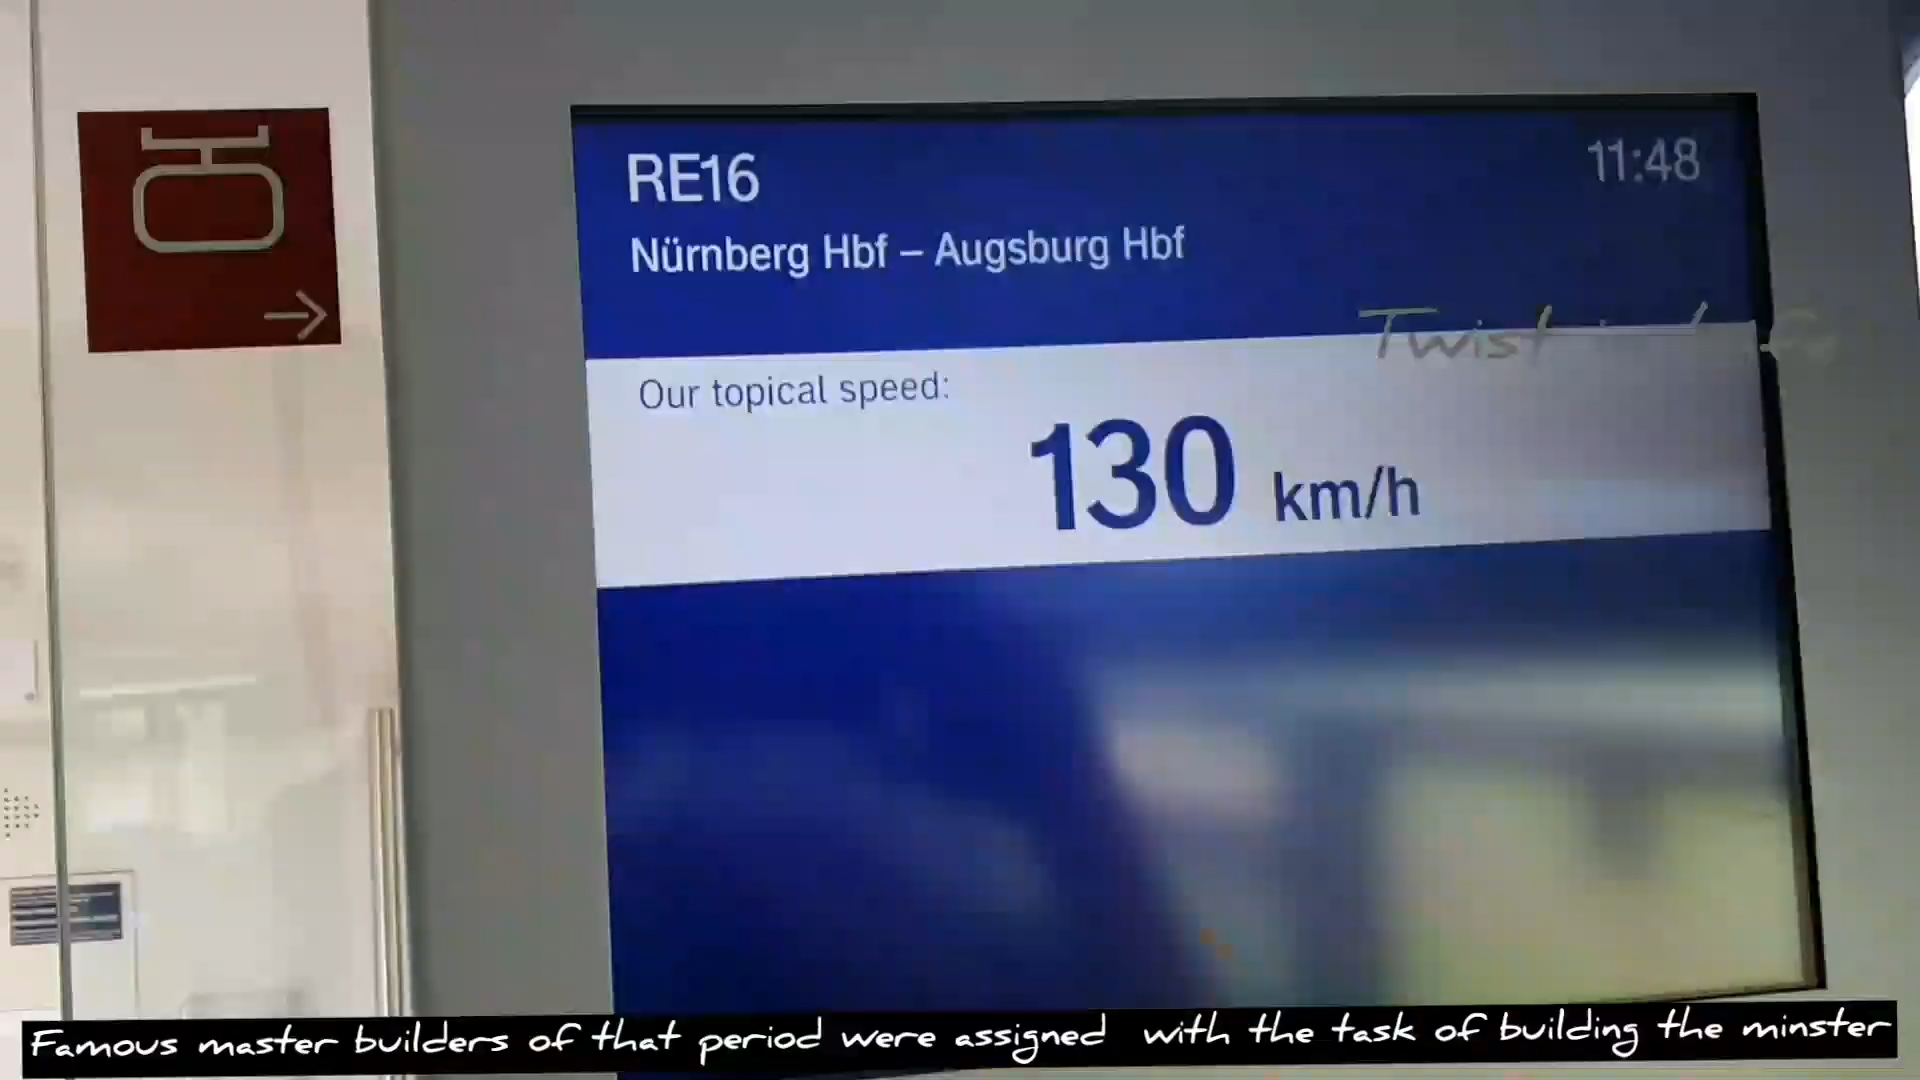 RE16
11:48
Nürnberg Hbf – Augsburg Hbf
Twist
Our topical speed:
130 km/h
Famous master builders of that period were assigned with the task of building the minster